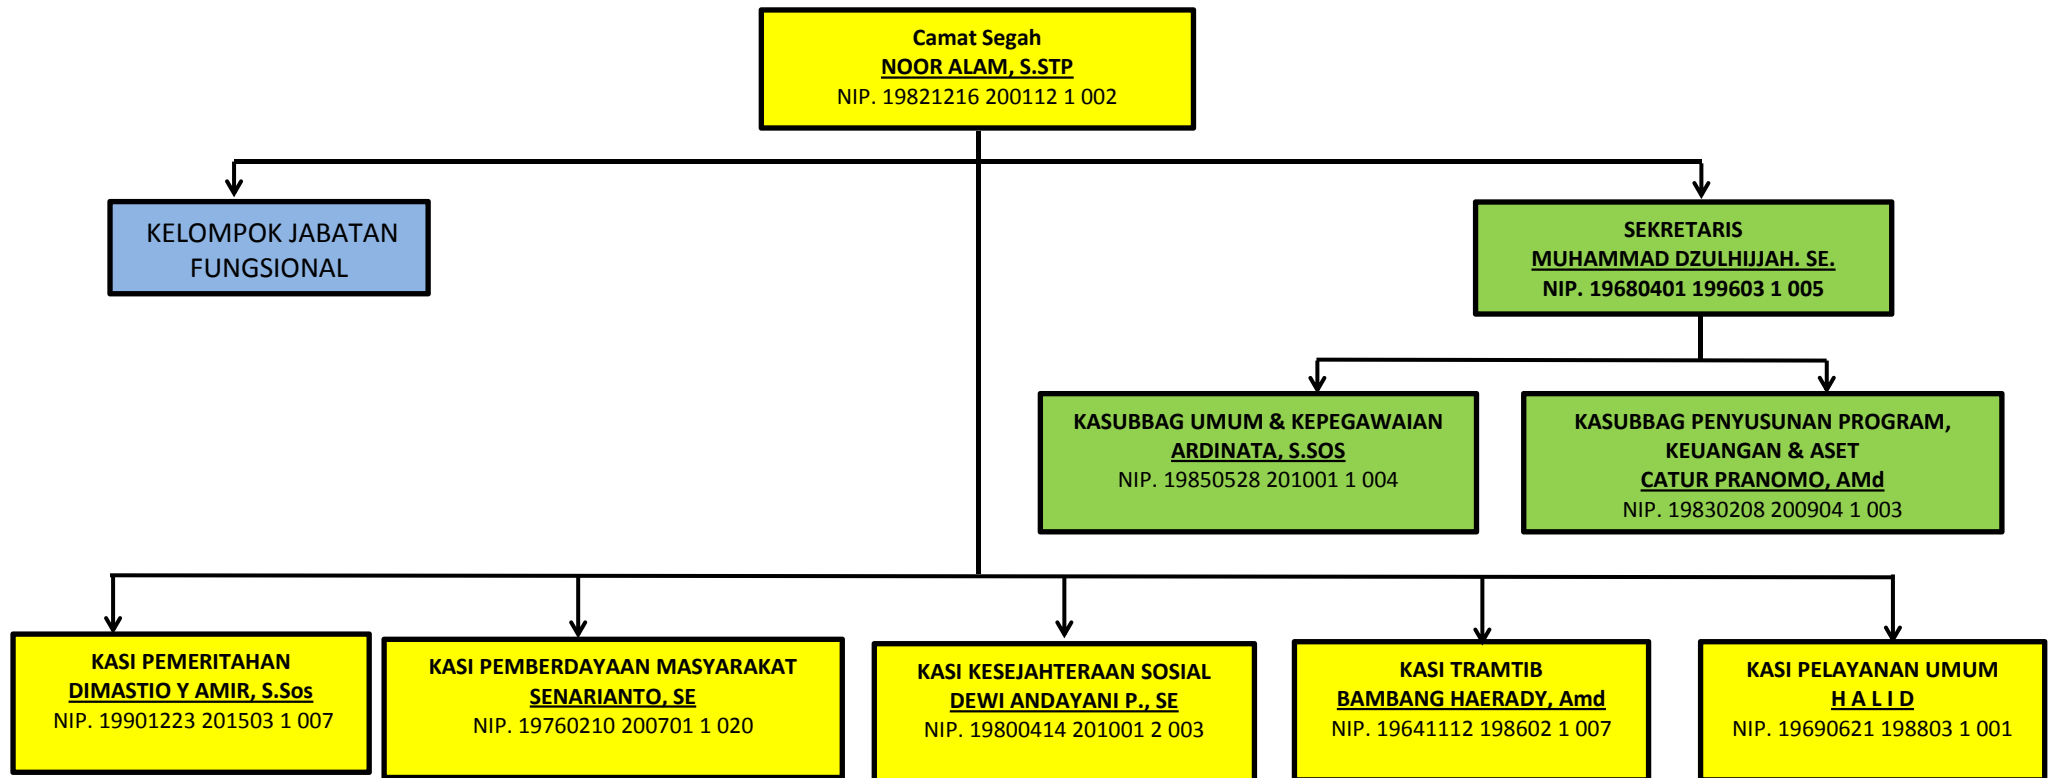 Camat Segah
NOOR ALAM, S.STP
NIP. 19821216 200112 1 002
KELOMPOK JABATAN
FUNGSIONAL
SEKRETARIS
MUHAMMAD DZULHIJJAH. SE.
NIP. 19680401 199603 1 005
KASUBBAG UMUM & KEPEGAWAIAN
ARDINATA, S.SOS
NIP. 19850528 201001 1 004
KASUBBAG PENYUSUNAN PROGRAM,
KEUANGAN & ASET
CATUR PRANOMO, AMd
NIP. 19830208 200904 1 003
KASI PEMERITAHAN
DIMASTIO Y AMIR, S.Sos
NIP. 19901223 201503 1 007
KASI PEMBERDAYAAN MASYARAKAT
SENARIANTO, SE
NIP. 19760210 200701 1 020
KASI KESEJAHTERAAN SOSIAL
DEWI ANDAYANI P., SE
NIP. 19800414 201001 2 003
KASI TRAMTIB
BAMBANG HAERADY, Amd
NIP. 19641112 198602 1 007
KASI PELAYANAN UMUM
H A L I D
NIP. 19690621 198803 1 001